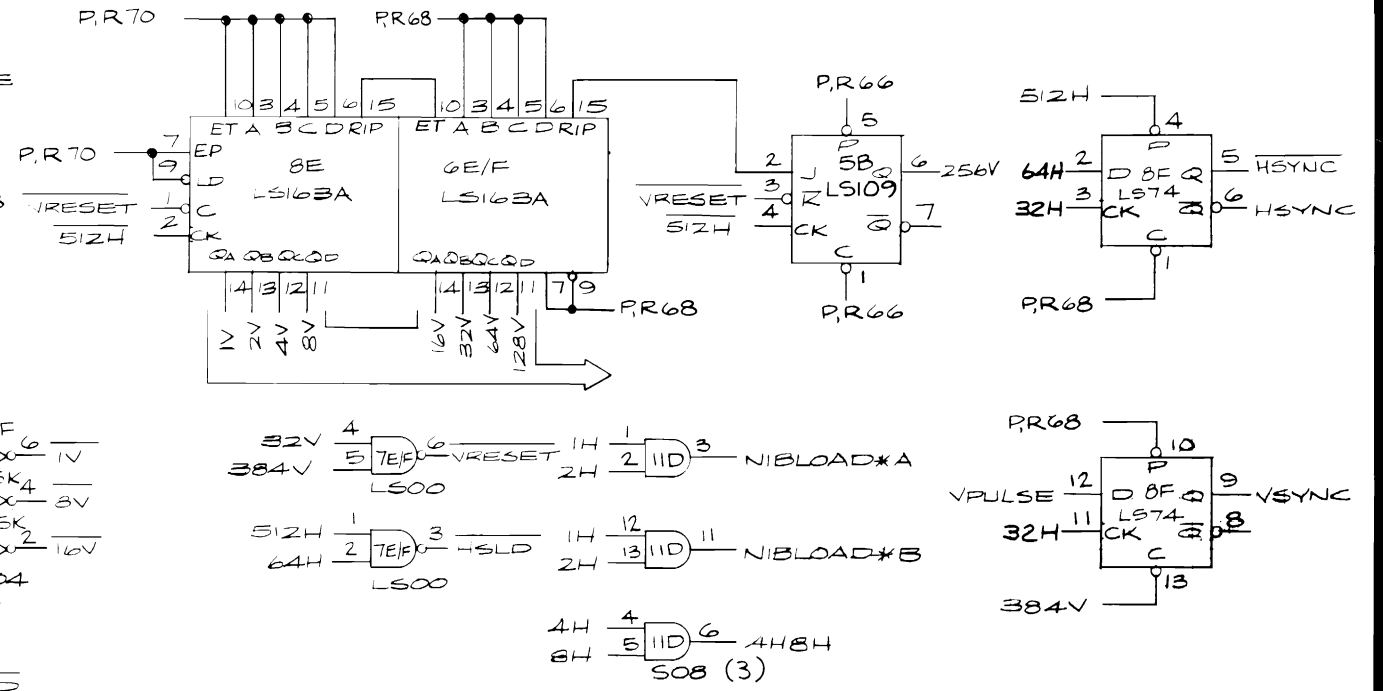 P,R70
P,R68
10 3 4 5 6 15
10 3 4 5 6 15
ET A B C D RIP
ET A B C D RIP
P,R70
7
EP
9
LD
8E
LS163A
6E/F
LS163A
VRESET
1
C
512H
2
CK
QA QB QC QD
QA QB QC QD
14 13 12 11
14 13 12 11 7 9
P,R68
1V
2V
4V
8V
16V
32V
64V
128V
P,R66
5
P
2
J
5B
Q
6
256V
LS109
VRESET
3
K
4
512H
CK
Q
7
C
1
P,R66
512H
4
P
64H
2
D
8F
Q
5
HSYNC
LS74
32H
3
CK
Q
6
HSYNC
C
1
P,R68
E
F
6
1V
5K
4
8V
5K
2
16V
04
32V
4
384V
5
7E/F
6
VRESET
LS00
512H
1
64H
2
7E/F
3
HSLD
LS00
1H
1
2H
2
11D
3
NIBLOAD*A
1H
12
2H
13
11D
11
NIBLOAD*B
4H
4
8H
5
11D
6
4H8H
S08 (3)
P,R68
10
P
VPULSE
12
D
8F
Q
9
VSYNC
LS74
32H
11
CK
Q
8
C
13
384V